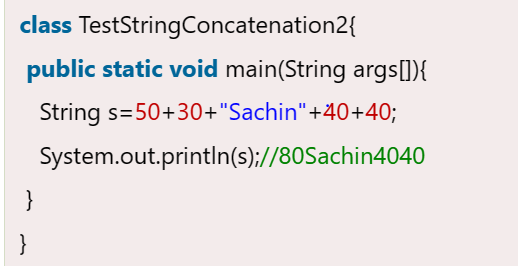 class TestStringConcatenation2{
public static void main(String args[]){
String s=50+30+"Sachin"+40+40;
System.out.println(s);//80Sachin4040
}
}